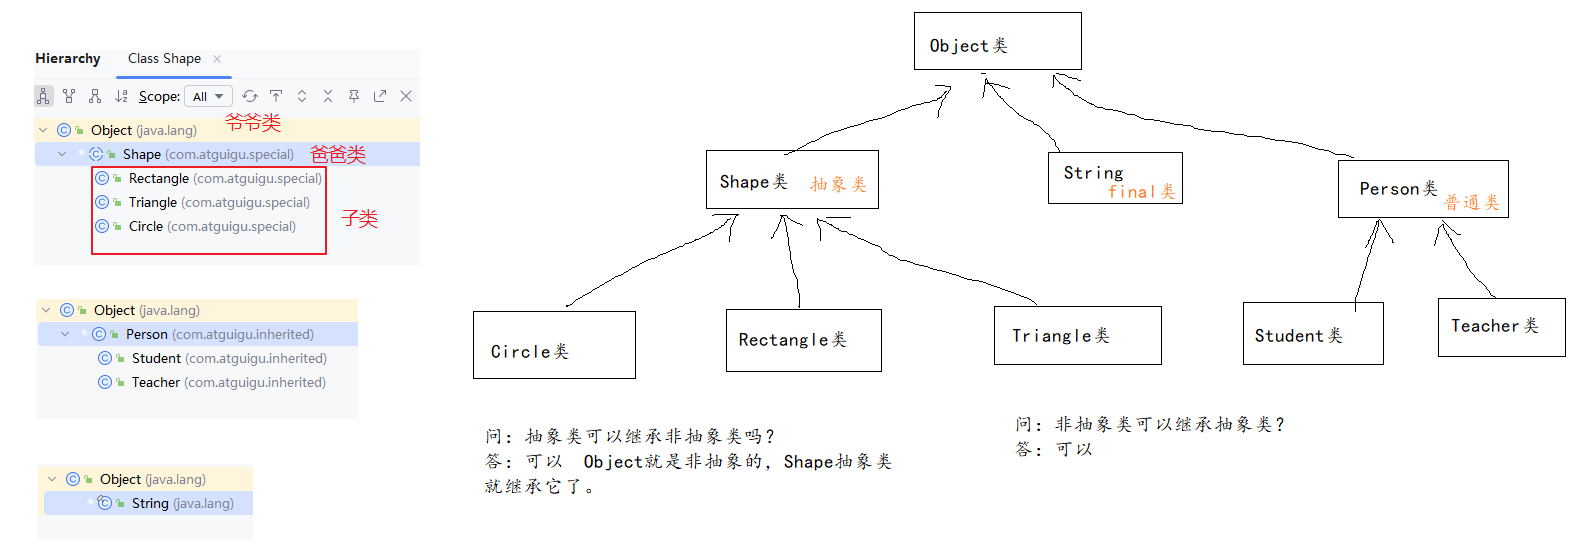 Hierarchy
Class Shape
Scope: All
Object (java.lang) 爷爷类
Shape (com.atguigu.special) 爸爸类
Rectangle (com.atguigu.special)
Triangle (com.atguigu.special)
Circle (com.atguigu.special)
子类
Object (java.lang)
Person (com.atguigu.inherited)
Student (com.atguigu.inherited)
Teacher (com.atguigu.inherited)
Object (java.lang)
String (java.lang)
Object类
Shape类 抽象类
String
final类
Person类
普通类
Circle类
Rectangle类
Triangle类
Student类
Teacher类
问：抽象类可以继承非抽象类吗？
答：可以 Object就是非抽象的，Shape抽象类
就继承它了。
问：非抽象类可以继承抽象类？
答：可以